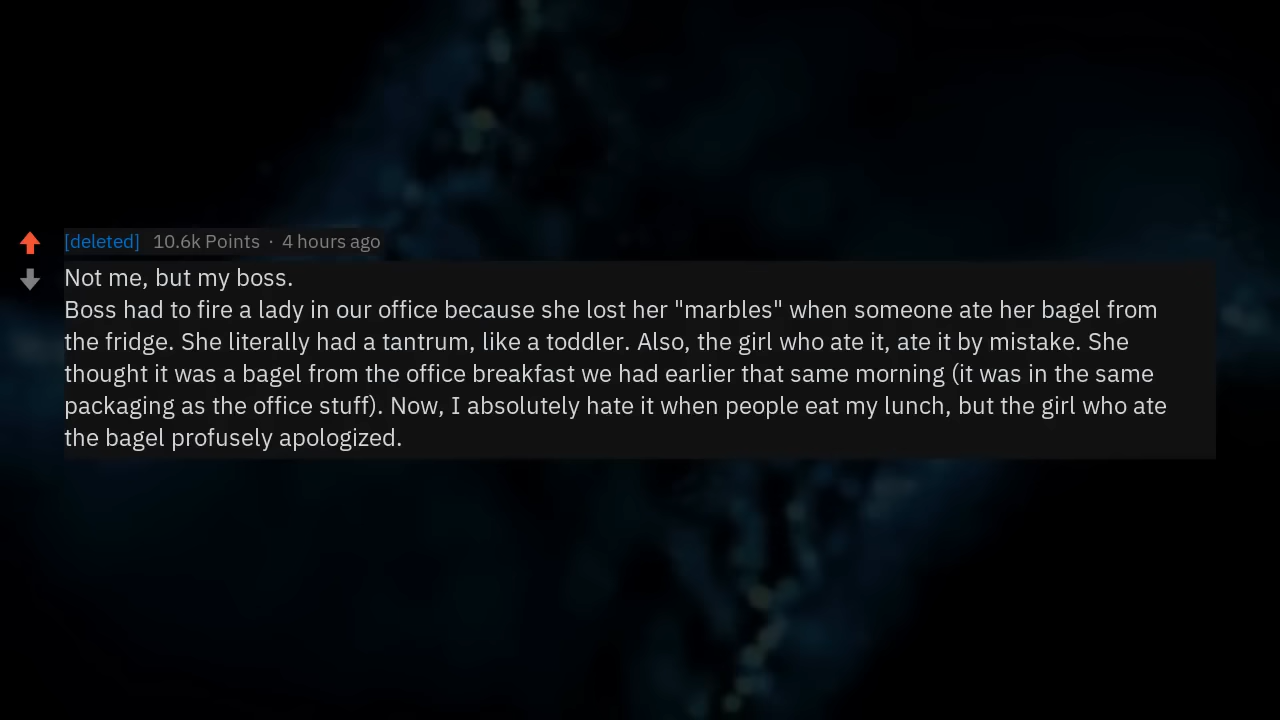 [deleted] 10.6k Points · 4 hours ago
Not me, but my boss.
Boss had to fire a lady in our office because she lost her "marbles" when someone ate her bagel from
the fridge. She literally had a tantrum, like a toddler. Also, the girl who ate it, ate it by mistake. She
thought it was a bagel from the office breakfast we had earlier that same morning (it was in the same
packaging as the office stuff). Now, I absolutely hate it when people eat my lunch, but the girl who ate
the bagel profusely apologized.